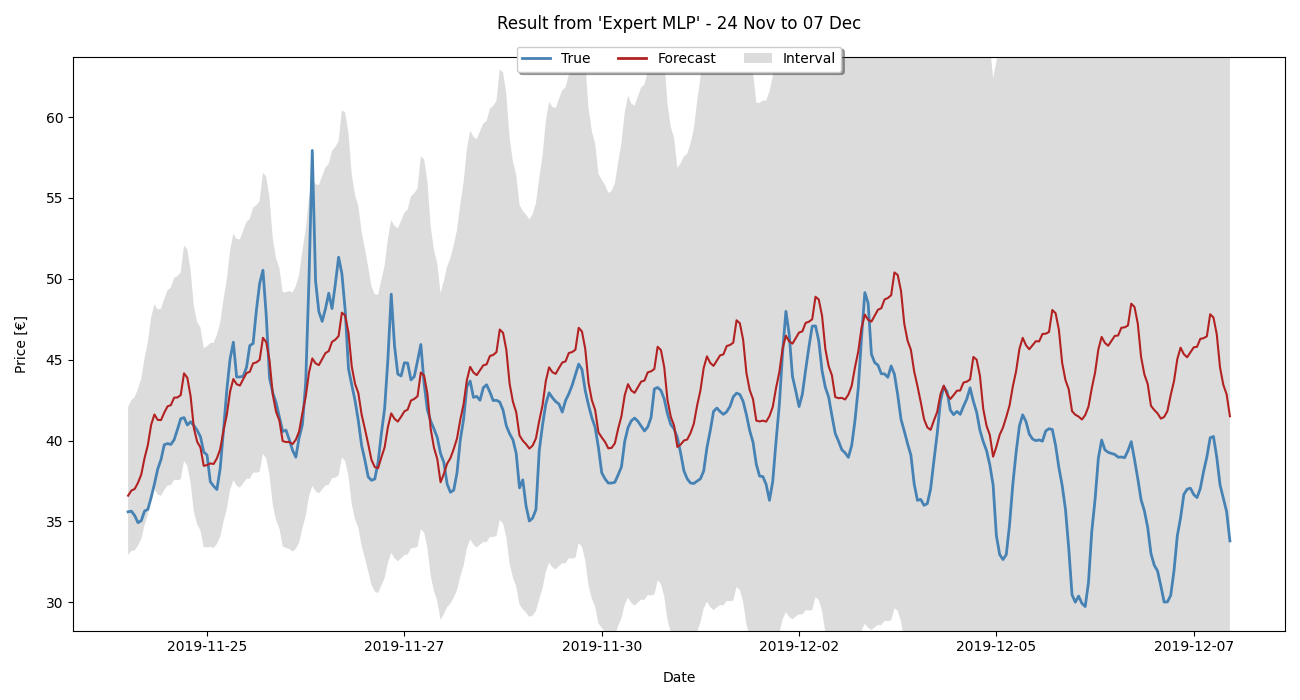 Result from 'Expert MLP' - 24 Nov to 07 Dec
True Forecast Interval
Price [€]
60
55
50
45
40
35
30
2019-11-25 2019-11-27 2019-11-30 2019-12-02 2019-12-05 2019-12-07
Date